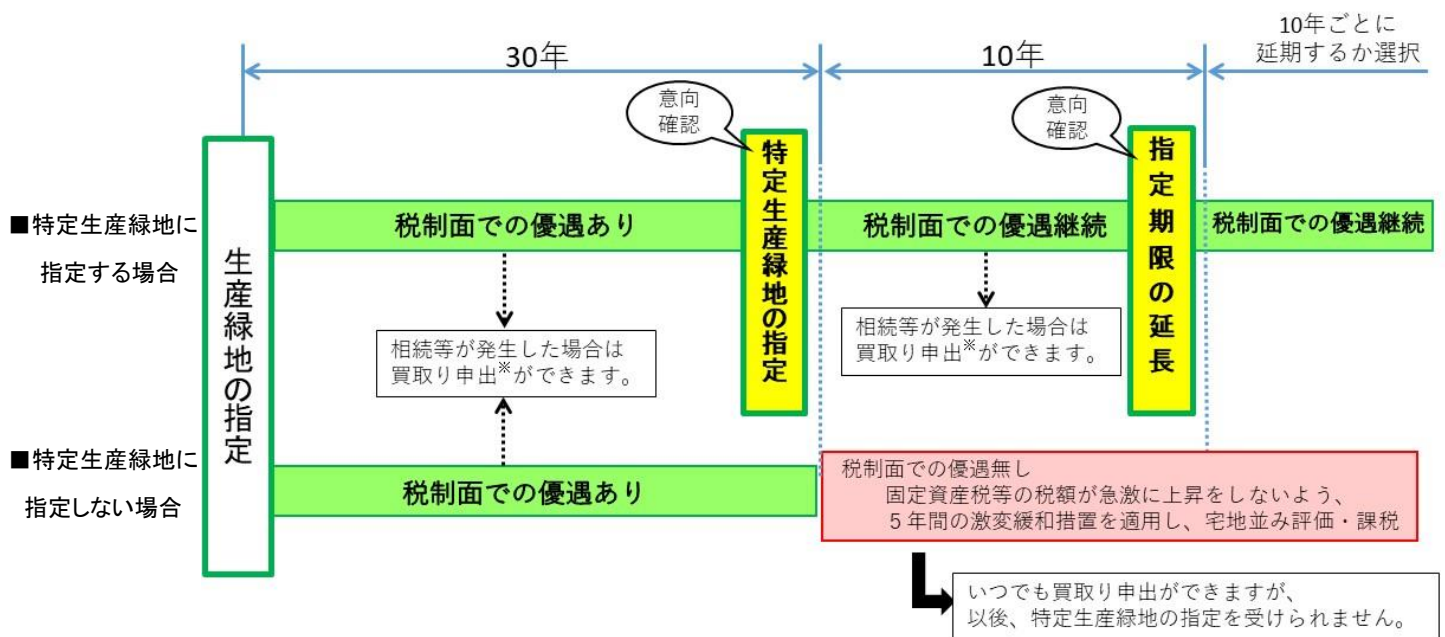 30年
10年
10年ごとに
延期するか選択
意向
確認
意向
確認
生産緑地の指定
特定生産緑地の指定
指定期限の延長
■特定生産緑地に
指定する場合
税制面での優遇あり
税制面での優遇継続
税制面での優遇継続
相続等が発生した場合は
買取り申出※ができます。
相続等が発生した場合は
買取り申出※ができます。
■特定生産緑地に
指定しない場合
税制面での優遇あり
税制面での優遇無し
固定資産税等の税額が急激に上昇をしないよう、
５年間の激変緩和措置を適用し、宅地並み評価・課税
いつでも買取り申出ができますが、
以後、特定生産緑地の指定を受けられません。